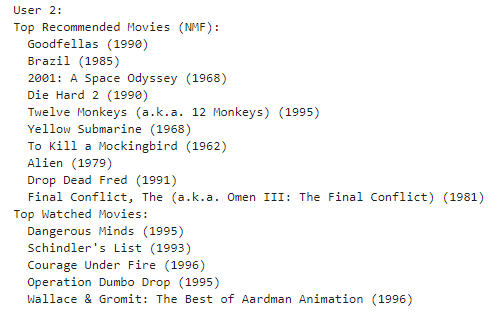 User 2:
Top Recommended Movies (NMF):
Goodfellas (1990)
Brazil (1985)
2001: A Space Odyssey (1968)
Die Hard 2 (1990)
Twelve Monkeys (a.k.a. 12 Monkeys) (1995)
Yellow Submarine (1968)
To Kill a Mockingbird (1962)
Alien (1979)
Drop Dead Fred (1991)
Final Conflict, The (a.k.a. Omen III: The Final Conflict) (1981)
Top Watched Movies:
Dangerous Minds (1995)
Schindler's List (1993)
Courage Under Fire (1996)
Operation Dumbo Drop (1995)
Wallace & Gromit: The Best of Aardman Animation (1996)